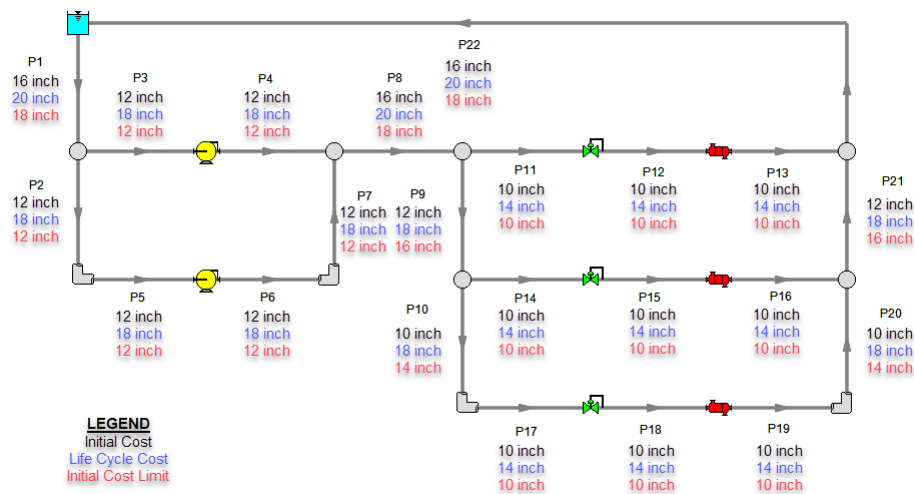 P1
16 inch
20 inch
18 inch
P3
12 inch
18 inch
12 inch
P4
12 inch
18 inch
12 inch
P8
16 inch
20 inch
18 inch
P22
16 inch
20 inch
18 inch
P2
12 inch
18 inch
12 inch
P7
12 inch
18 inch
12 inch
P9
12 inch
18 inch
16 inch
P11
10 inch
14 inch
10 inch
P12
10 inch
14 inch
10 inch
P13
10 inch
14 inch
10 inch
P21
12 inch
18 inch
16 inch
P5
12 inch
18 inch
12 inch
P6
12 inch
18 inch
12 inch
P10
10 inch
18 inch
14 inch
P14
10 inch
14 inch
10 inch
P15
10 inch
14 inch
10 inch
P16
10 inch
14 inch
10 inch
P20
10 inch
18 inch
14 inch
P17
10 inch
14 inch
10 inch
P18
10 inch
14 inch
10 inch
P19
10 inch
14 inch
10 inch
LEGEND
Initial Cost
Life Cycle Cost
Initial Cost Limit